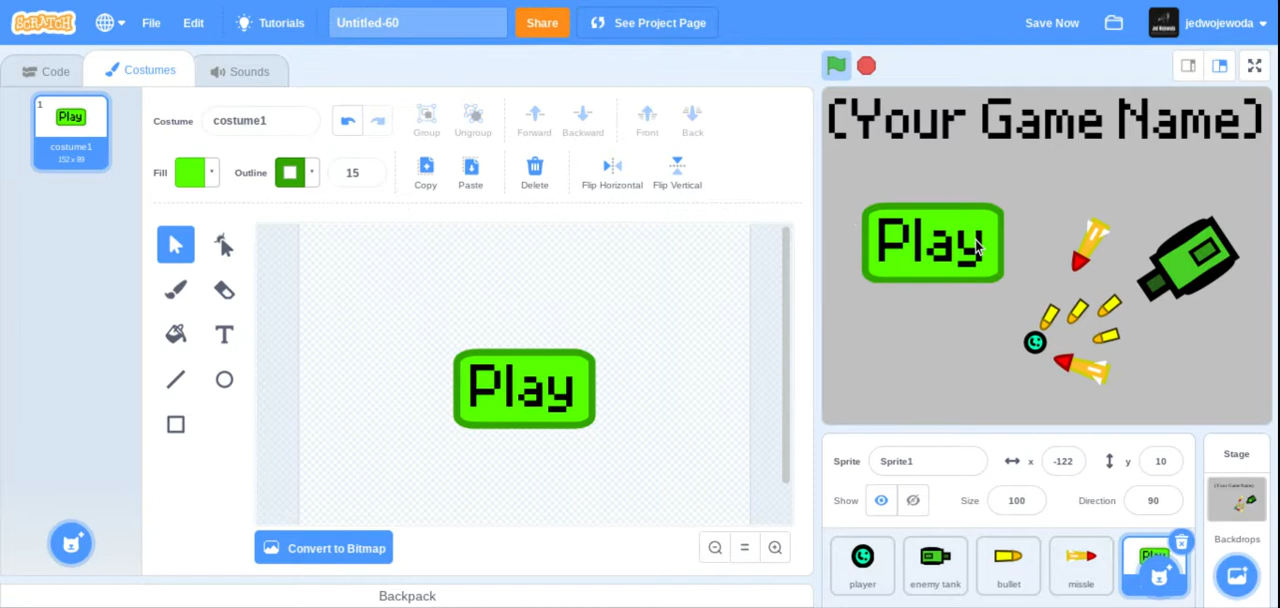 SCRATCH File Edit Tutorials Untitled-60 Share See Project Page Save Now jedwojewoda
Code Costumes Sounds
1
Play
costume1
152 x 89
Costume costume1 Group Ungroup Forward Backward Front Back
Fill Outline 15 Copy Paste Delete Flip Horizontal Flip Vertical
T
Play
Convert to Bitmap
Backpack
(Your Game Name)
Play
Sprite Sprite1 x -122 y 10
Show Size 100 Direction 90
player enemy tank bullet missle Play
Stage
(Your Game Name)
Backdrops